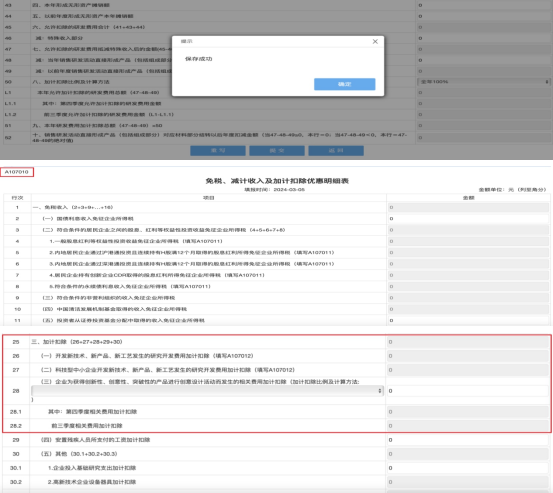 43 四、本年形成无形资产摊销额 0
44 五、以前年度形成无形资产本年摊销额 0
45 六、允许扣除的研发费用合计（41+43+44） 0
46 减：特殊收入部分 0
47 七、允许扣除的研发费用抵减特殊收入后的金额(45-4
48 减：当年销售研发活动直接形成产品（包括组成部
49 减：以前年度销售研发活动直接形成产品（包括组成
50 八、加计扣除比例及计算方法 全年100%
L1 本年允许加计扣除的研发费用总额（47-48-49） 0
L1.1 其中：第四季度允许加计扣除的研发费用金额 0
L1.2 前三季度允许加计扣除的研发费用金额（L1-L1.1） 0
51 九、本年研发费用加计扣除总额（47-48-49）×50 0
52 十、销售研发活动直接形成产品（包括组成部分）对应材料部分结转以后年度扣减金额（当47-48-49≥0，本行=0；当47-48-49＜0，本行=47-48-49的绝对值） 0
提示 ×
保存成功
确定
A107010
免税、减计收入及加计扣除优惠明细表
填报时间：2024-03-05 金额单位：元（列至角分）
行次 项目 金额
1 一、免税收入（2+3+9+...+16） 0
2 （一）国债利息收入免征企业所得税 0
3 （二）符合条件的居民企业之间的股息、红利等权益性投资收益免征企业所得税（4+5+6+7+8） 0
4 1.一般股息红利等权益性投资收益免征企业所得税（填写A107011） 0
5 2.内地居民企业通过沪港通投资且连续持有H股满12个月取得的股息红利所得免征企业所得税（填写A107011） 0
6 3.内地居民企业通过深港通投资且连续持有H股满12个月取得的股息红利所得免征企业所得税（填写A107011） 0
7 4.居民企业持有创新企业CDR取得的股息红利所得免征企业所得税（填写A107011） 0
8 5.符合条件的永续债利息收入免征企业所得税（填写A107011） 0
9 （三）符合条件的非营利组织的收入免征企业所得税 0
10 （四）中国清洁发展机制基金取得的收入免征企业所得税 0
11 （五）投资者从证券投资基金分配中取得的收入免征企业所得税 0
25 三、加计扣除（26+27+28+29+30） 0
26 （一）开发新技术、新产品、新工艺发生的研究开发费用加计扣除（填写A107012） 0
27 （二）科技型中小企业开发新技术、新产品、新工艺发生的研究开发费用加计扣除（填写A107012） 0
28 （三）企业为获得创新性、创意性、突破性的产品进行创意设计活动而发生的相关费用加计扣除（加计扣除比例及计算方法： ） 0
28.1 其中：第四季度相关费用加计扣除 0
28.2 前三季度相关费用加计扣除 0
29 （四）安置残疾人员所支付的工资加计扣除 0
30 （五）其他（30.1+30.2+30.3） 0
30.1 1.企业投入基础研究支出加计扣除 0
30.2 2.高新技术企业设备器具加计扣除 0